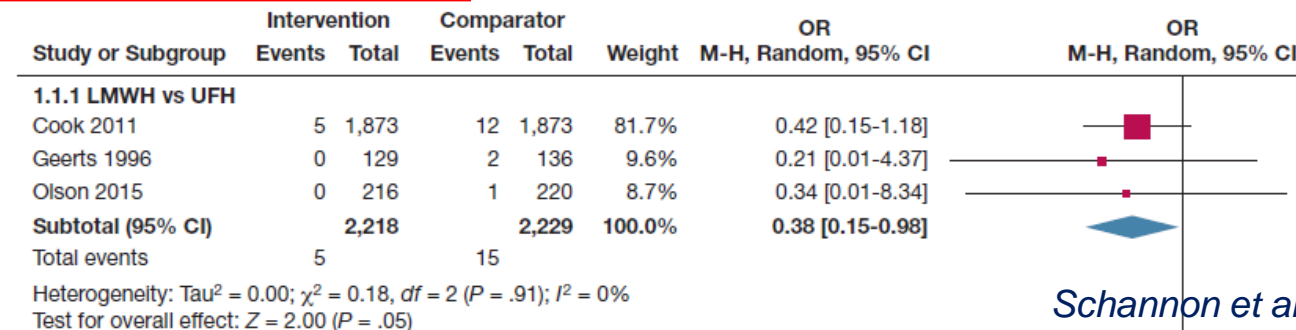 Intervention Comparator OR OR
Study or Subgroup Events Total Events Total Weight M-H, Random, 95% CI M-H, Random, 95% CI
1.1.1 LMWH vs UFH
Cook 2011 5 1,873 12 1,873 81.7% 0.42 [0.15-1.18]
Geerts 1996 0 129 2 136 9.6% 0.21 [0.01-4.37]
Olson 2015 0 216 1 220 8.7% 0.34 [0.01-8.34]
Subtotal (95% CI) 2,218 2,229 100.0% 0.38 [0.15-0.98]
Total events 5 15
Heterogeneity: Tau² = 0.00; χ² = 0.18, df = 2 (P = .91); I² = 0%
Test for overall effect: Z = 2.00 (P = .05)
Schannon et al